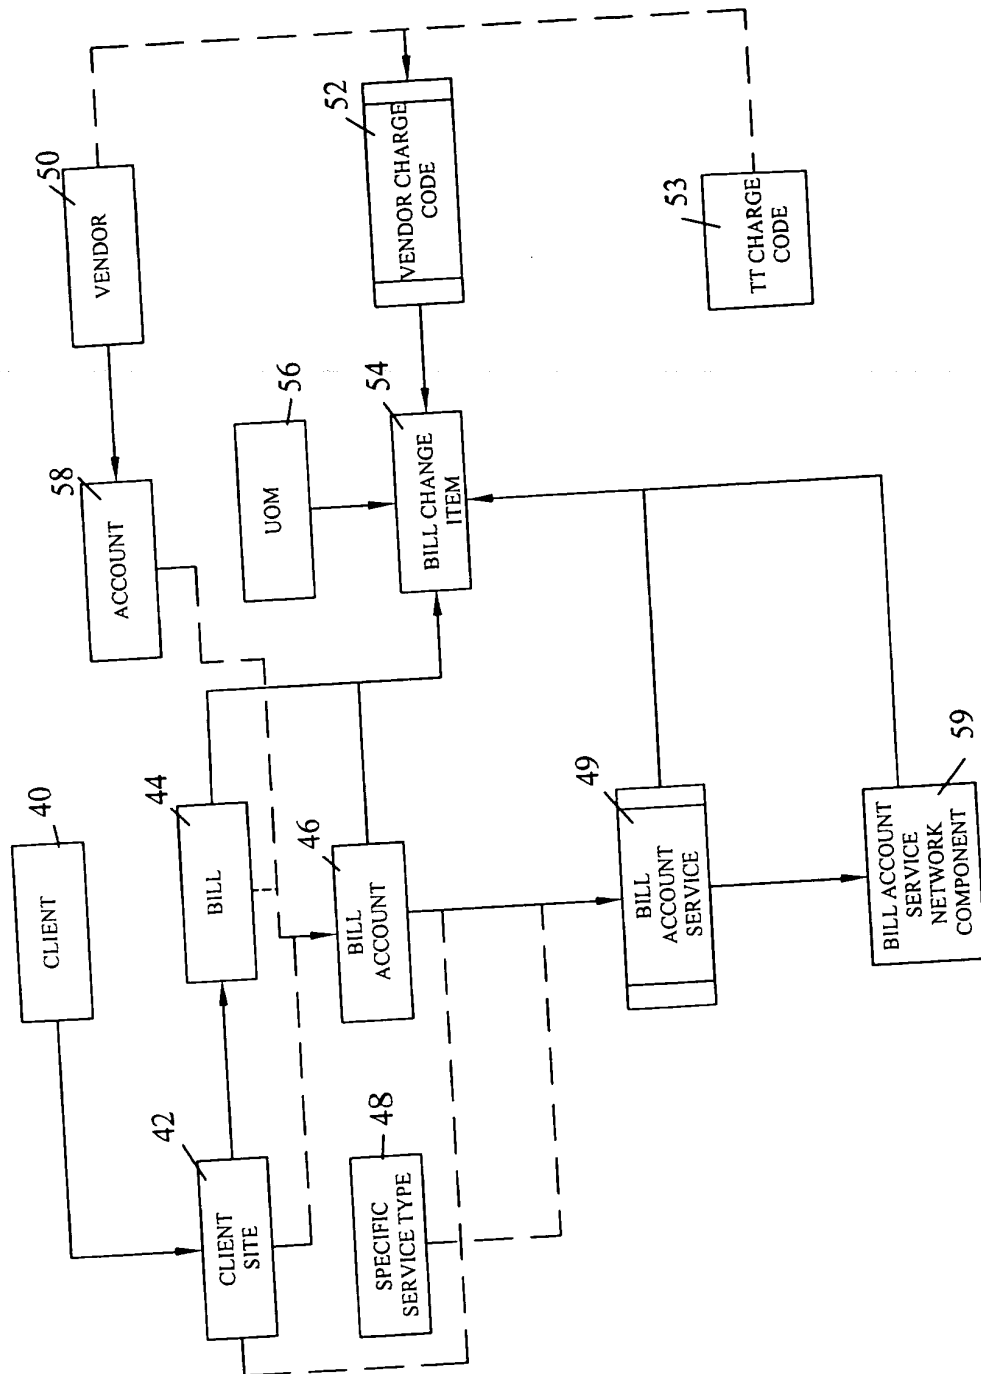 40
CLIENT
42
CLIENT
SITE
44
BILL
46
BILL
ACCOUNT
48
SPECIFIC
SERVICE TYPE
49
BILL
ACCOUNT
SERVICE
59
BILL ACCOUNT
SERVICE
NETWORK
COMPONENT
50
VENDOR
58
ACCOUNT
56
UOM
54
BILL CHANGE
ITEM
52
VENDOR CHARGE
CODE
53
TT CHARGE
CODE